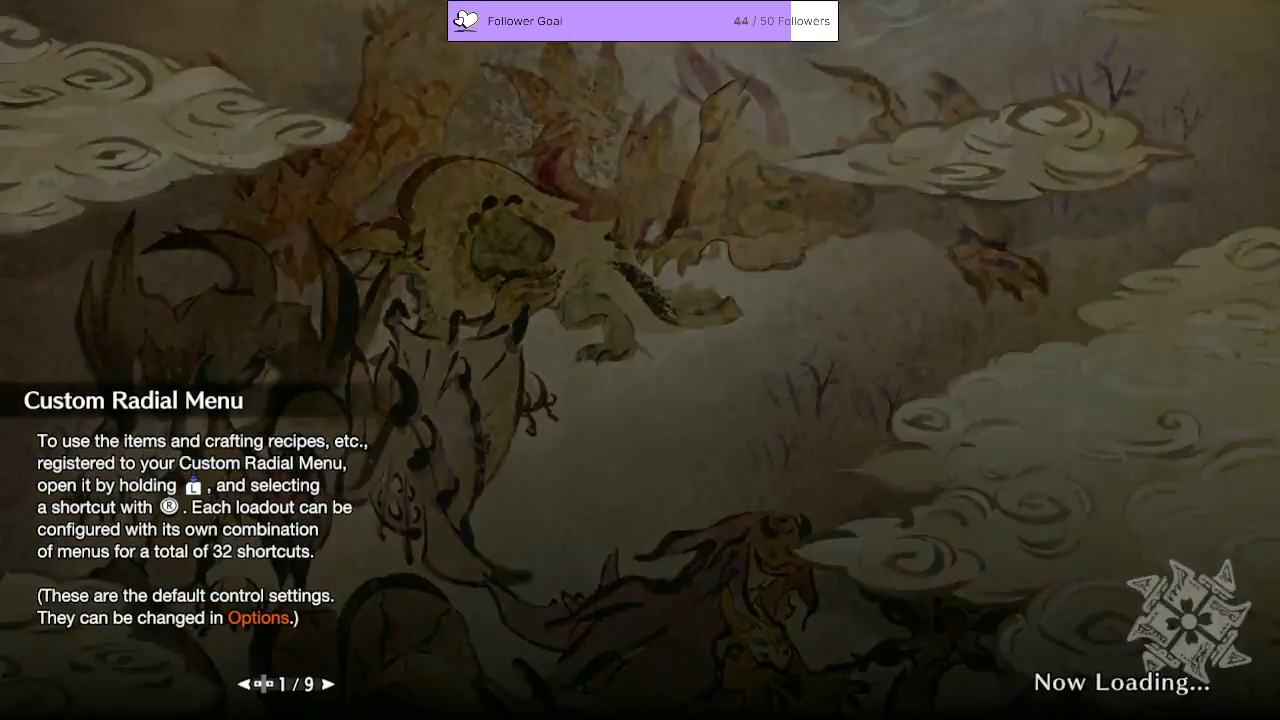 Follower Goal 44 / 50 Followers
Custom Radial Menu
To use the items and crafting recipes, etc.,
registered to your Custom Radial Menu,
open it by holding L , and selecting
a shortcut with R . Each loadout can be
configured with its own combination
of menus for a total of 32 shortcuts.
(These are the default control settings.
They can be changed in Options.)
1 / 9
Now Loading...